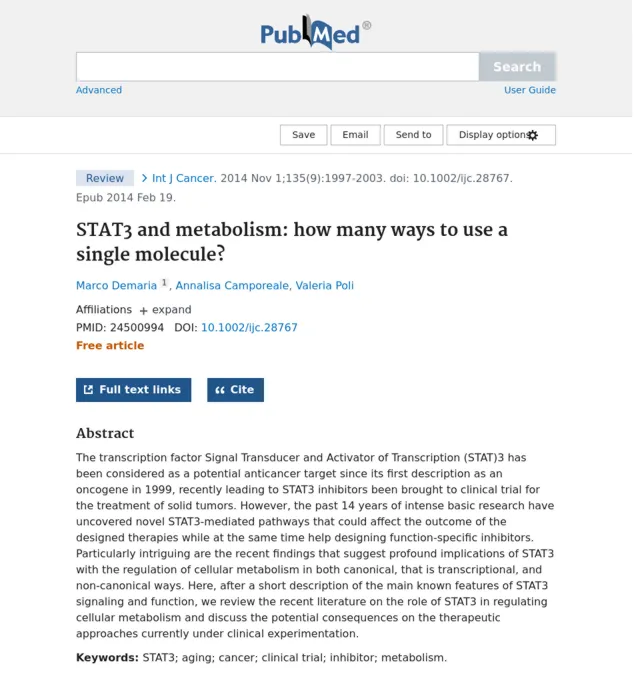 PubMed®
Search
Advanced
User Guide
Save
Email
Send to
Display options
Review
Int J Cancer. 2014 Nov 1;135(9):1997-2003. doi: 10.1002/ijc.28767.
Epub 2014 Feb 19.
STAT3 and metabolism: how many ways to use a
single molecule?
Marco Demaria 1, Annalisa Camporeale, Valeria Poli
Affiliations + expand
PMID: 24500994 DOI: 10.1002/ijc.28767
Free article
Full text links
Cite
Abstract
The transcription factor Signal Transducer and Activator of Transcription (STAT)3 has
been considered as a potential anticancer target since its first description as an
oncogene in 1999, recently leading to STAT3 inhibitors been brought to clinical trial for
the treatment of solid tumors. However, the past 14 years of intense basic research have
uncovered novel STAT3-mediated pathways that could affect the outcome of the
designed therapies while at the same time help designing function-specific inhibitors.
Particularly intriguing are the recent findings that suggest profound implications of STAT3
with the regulation of cellular metabolism in both canonical, that is transcriptional, and
non-canonical ways. Here, after a short description of the main known features of STAT3
signaling and function, we review the recent literature on the role of STAT3 in regulating
cellular metabolism and discuss the potential consequences on the therapeutic
approaches currently under clinical experimentation.
Keywords: STAT3; aging; cancer; clinical trial; inhibitor; metabolism.